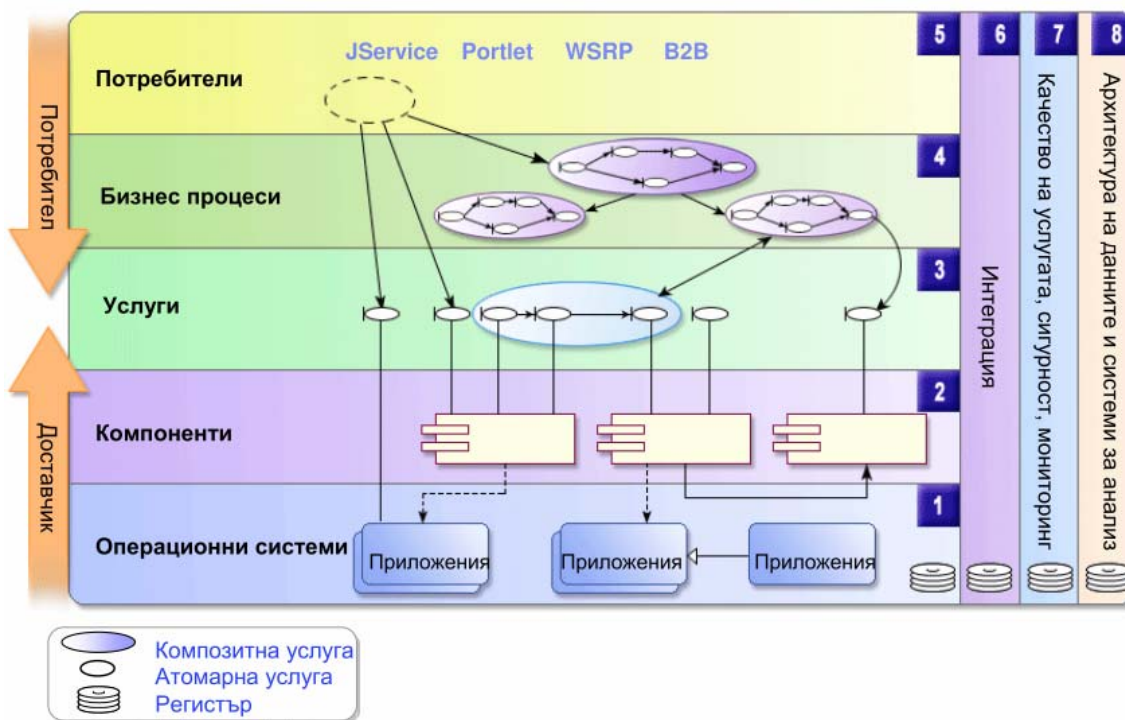 JService Portlet WSRP B2B
5 6 7 8
Потребители
Потребител
4
Бизнес процеси
3
Услуги
Интеграция
Качество на услугата, сигурност, мониторинг
Архитектура на данните и системи за анализ
2
Компоненти
Доставчик
1
Операционни системи
Приложения Приложения Приложения
Композитна услуга
Атомарна услуга
Регистър